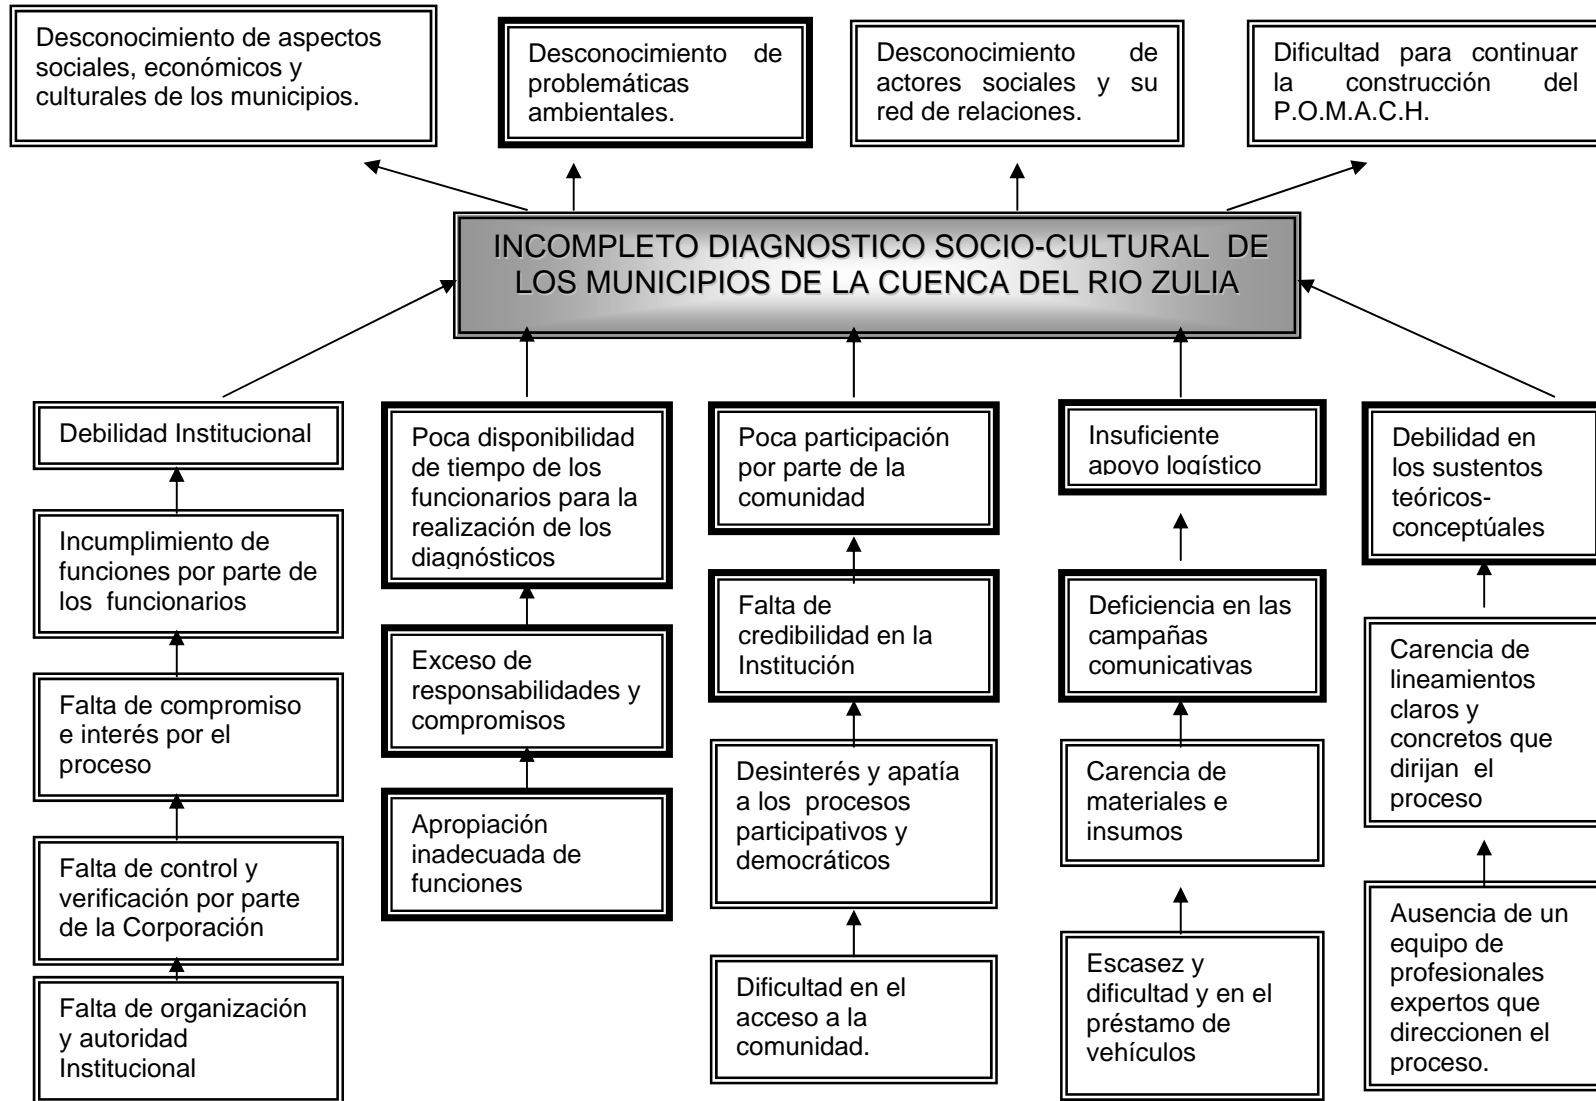 Desconocimiento de aspectos
sociales, económicos y
culturales de los municipios.
Desconocimiento de
problemáticas
ambientales.
Desconocimiento de
actores sociales y su
red de relaciones.
Dificultad para continuar
la construcción del
P.O.M.A.C.H.
INCOMPLETO DIAGNOSTICO SOCIO-CULTURAL DE
LOS MUNICIPIOS DE LA CUENCA DEL RIO ZULIA
Debilidad Institucional
Incumplimiento de
funciones por parte de
los funcionarios
Falta de compromiso
e interés por el
proceso
Falta de control y
verificación por parte
de la Corporación
Falta de organización
y autoridad
Institucional
Poca disponibilidad
de tiempo de los
funcionarios para la
realización de los
diagnósticos
Exceso de
responsabilidades y
compromisos
Apropiación
inadecuada de
funciones
Poca participación
por parte de la
comunidad
Falta de
credibilidad en la
Institución
Desinterés y apatía
a los procesos
participativos y
democráticos
Dificultad en el
acceso a la
comunidad.
Insuficiente
apoyo logístico
Deficiencia en las
campañas
comunicativas
Carencia de
materiales e
insumos
Escasez y
dificultad y en el
préstamo de
vehículos
Debilidad en
los sustentos
teóricos-
conceptúales
Carencia de
lineamientos
claros y
concretos que
dirijan el
proceso
Ausencia de un
equipo de
profesionales
expertos que
direccionen el
proceso.